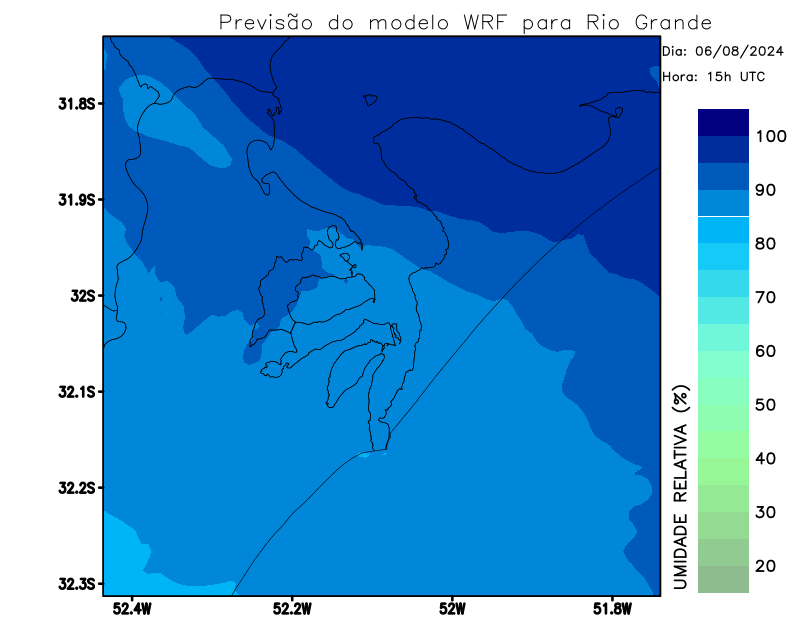 Previsão do modelo WRF para Rio Grande
Dia: 06/08/2024
Hora: 15h UTC
31.8S
31.9S
32S
32.1S
32.2S
32.3S
52.4W
52.2W
52W
51.8W
100
90
80
70
60
50
40
30
20
UMIDADE RELATIVA (%)